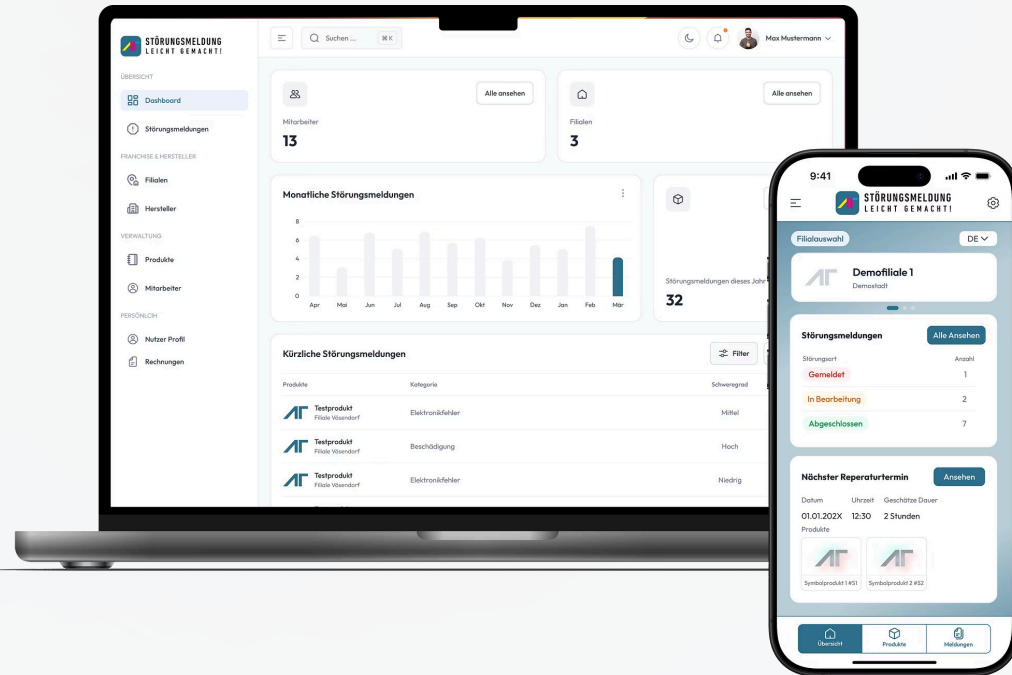 STÖRUNGSMELDUNG
LEICHT GEMACHT!
Suchen ...
⌘ K
Max Mustermann
ÜBERSICHT
Dashboard
Störungsmeldungen
FRANCHISE & HERSTELLER
Filialen
Hersteller
VERWALTUNG
Produkte
Mitarbeiter
PERSÖNLCIH
Nutzer Profil
Rechnungen
Alle ansehen
Mitarbeiter
13
Alle ansehen
Filialen
3
Monatliche Störungsmeldungen
8
6
4
2
0
Apr Mai Jun Jul Aug Sep Okt Nov Dez Jan Feb Mär
Störungsmeldungen dieses Jahr
32
Kürzliche Störungsmeldungen
Filter
Produkte Kategorie Schweregrad
Testprodukt
Filiale Vösendorf
Elektronikfehler
Mittel
Testprodukt
Filiale Vösendorf
Beschädigung
Hoch
Testprodukt
Filiale Vösendorf
Elektronikfehler
Niedrig
9:41
STÖRUNGSMELDUNG
LEICHT GEMACHT!
Filialauswahl
DE
Demofiliale 1
Demostadt
Störungsmeldungen
Alle Ansehen
Störungsart Anzahl
Gemeldet 1
In Bearbeitung 2
Abgeschlossen 7
Nächster Reperaturtermin
Ansehen
Datum Uhrzeit Geschätze Dauer
01.01.202X 12:30 2 Stunden
Produkte
Symbolprodukt 1 #S1
Symbolprodukt 2 #S2
Übersicht
Produkte
Meldungen